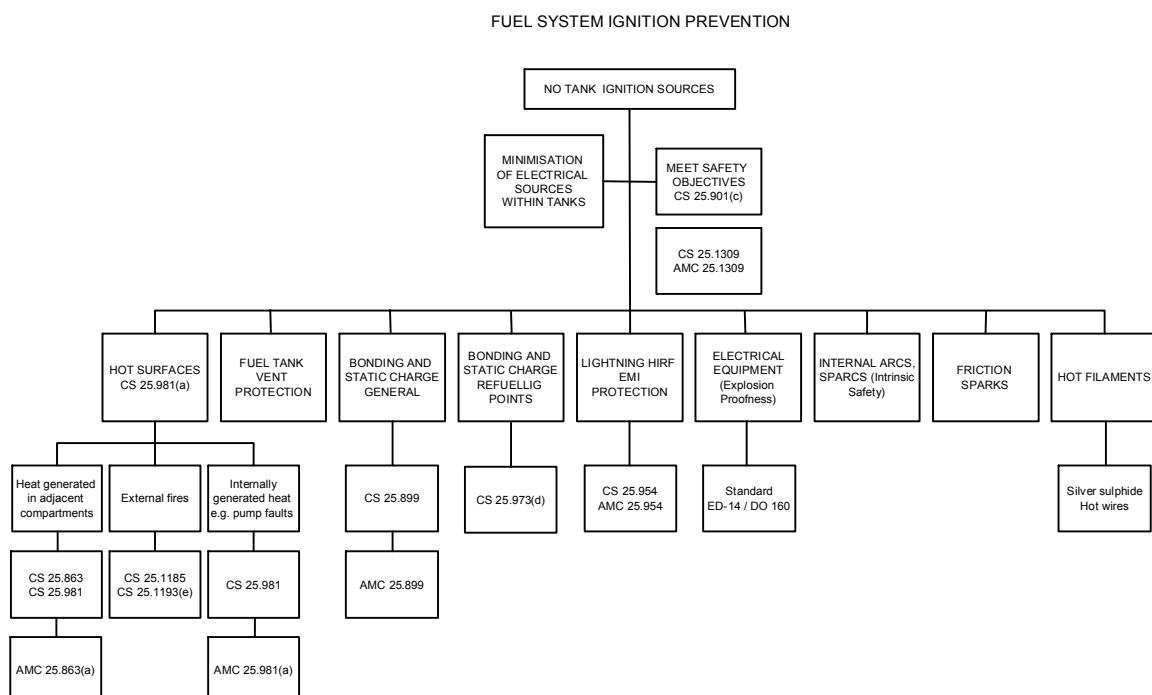 FUEL SYSTEM IGNITION PREVENTION
NO TANK IGNITION SOURCES
MINIMISATION
OF ELECTRICAL
SOURCES
WITHIN TANKS
MEET SAFETY
OBJECTIVES
CS 25.901(c)
CS 25.1309
AMC 25.1309
HOT SURFACES
CS 25.981(a)
FUEL TANK
VENT
PROTECTION
BONDING AND
STATIC CHARGE
GENERAL
BONDING AND
STATIC CHARGE
REFUELLIG
POINTS
LIGHTNING HIRF
EMI
PROTECTION
ELECTRICAL
EQUIPMENT
(Explosion
Proofness)
INTERNAL ARCS,
SPARCS (Intrinsic
Safety)
FRICTION
SPARKS
HOT FILAMENTS
Heat generated
in adjacent
compartments
External fires
Internally
generated heat
e.g. pump faults
CS 25.899
CS 25.973(d)
CS 25.954
AMC 25.954
Standard
ED-14 / DO 160
Silver sulphide
Hot wires
CS 25.863
CS 25.981
CS 25.1185
CS 25.1193(e)
CS 25.981
AMC 25.899
AMC 25.863(a)
AMC 25.981(a)